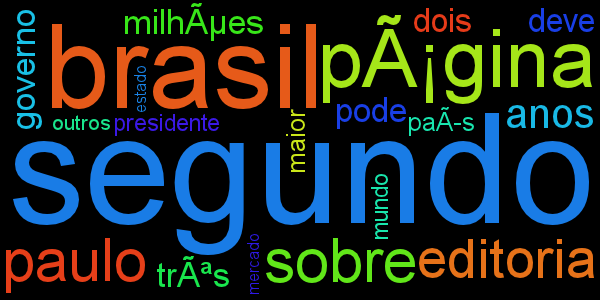 governo
milhÃµes
dois
deve
brasil
pÃ¡gina
estado
outros
presidente
maior
pode
paÃ-s
anos
segundo
mundo
paulo
trÃªs
mercado
sobre
editoria